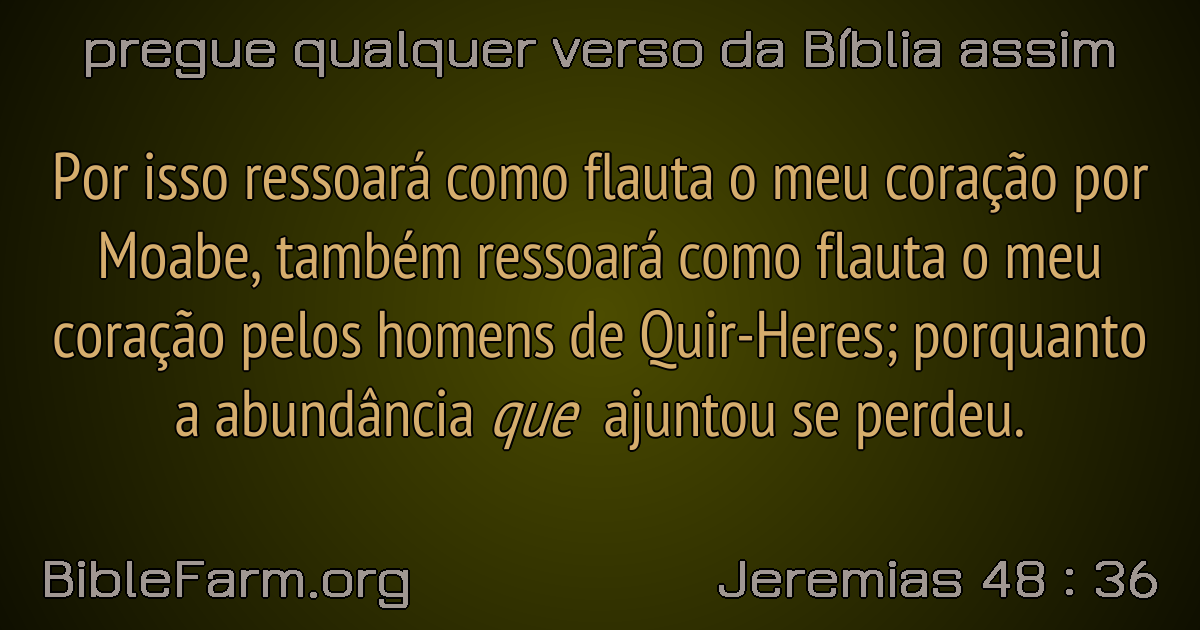 pregue qualquer verso da Bíblia assim
Por isso ressoará como flauta o meu coração por
Moabe, também ressoará como flauta o meu
coração pelos homens de Quir-Heres; porquanto
a abundância que ajuntou se perdeu.
BibleFarm.org
Jeremias 48 : 36